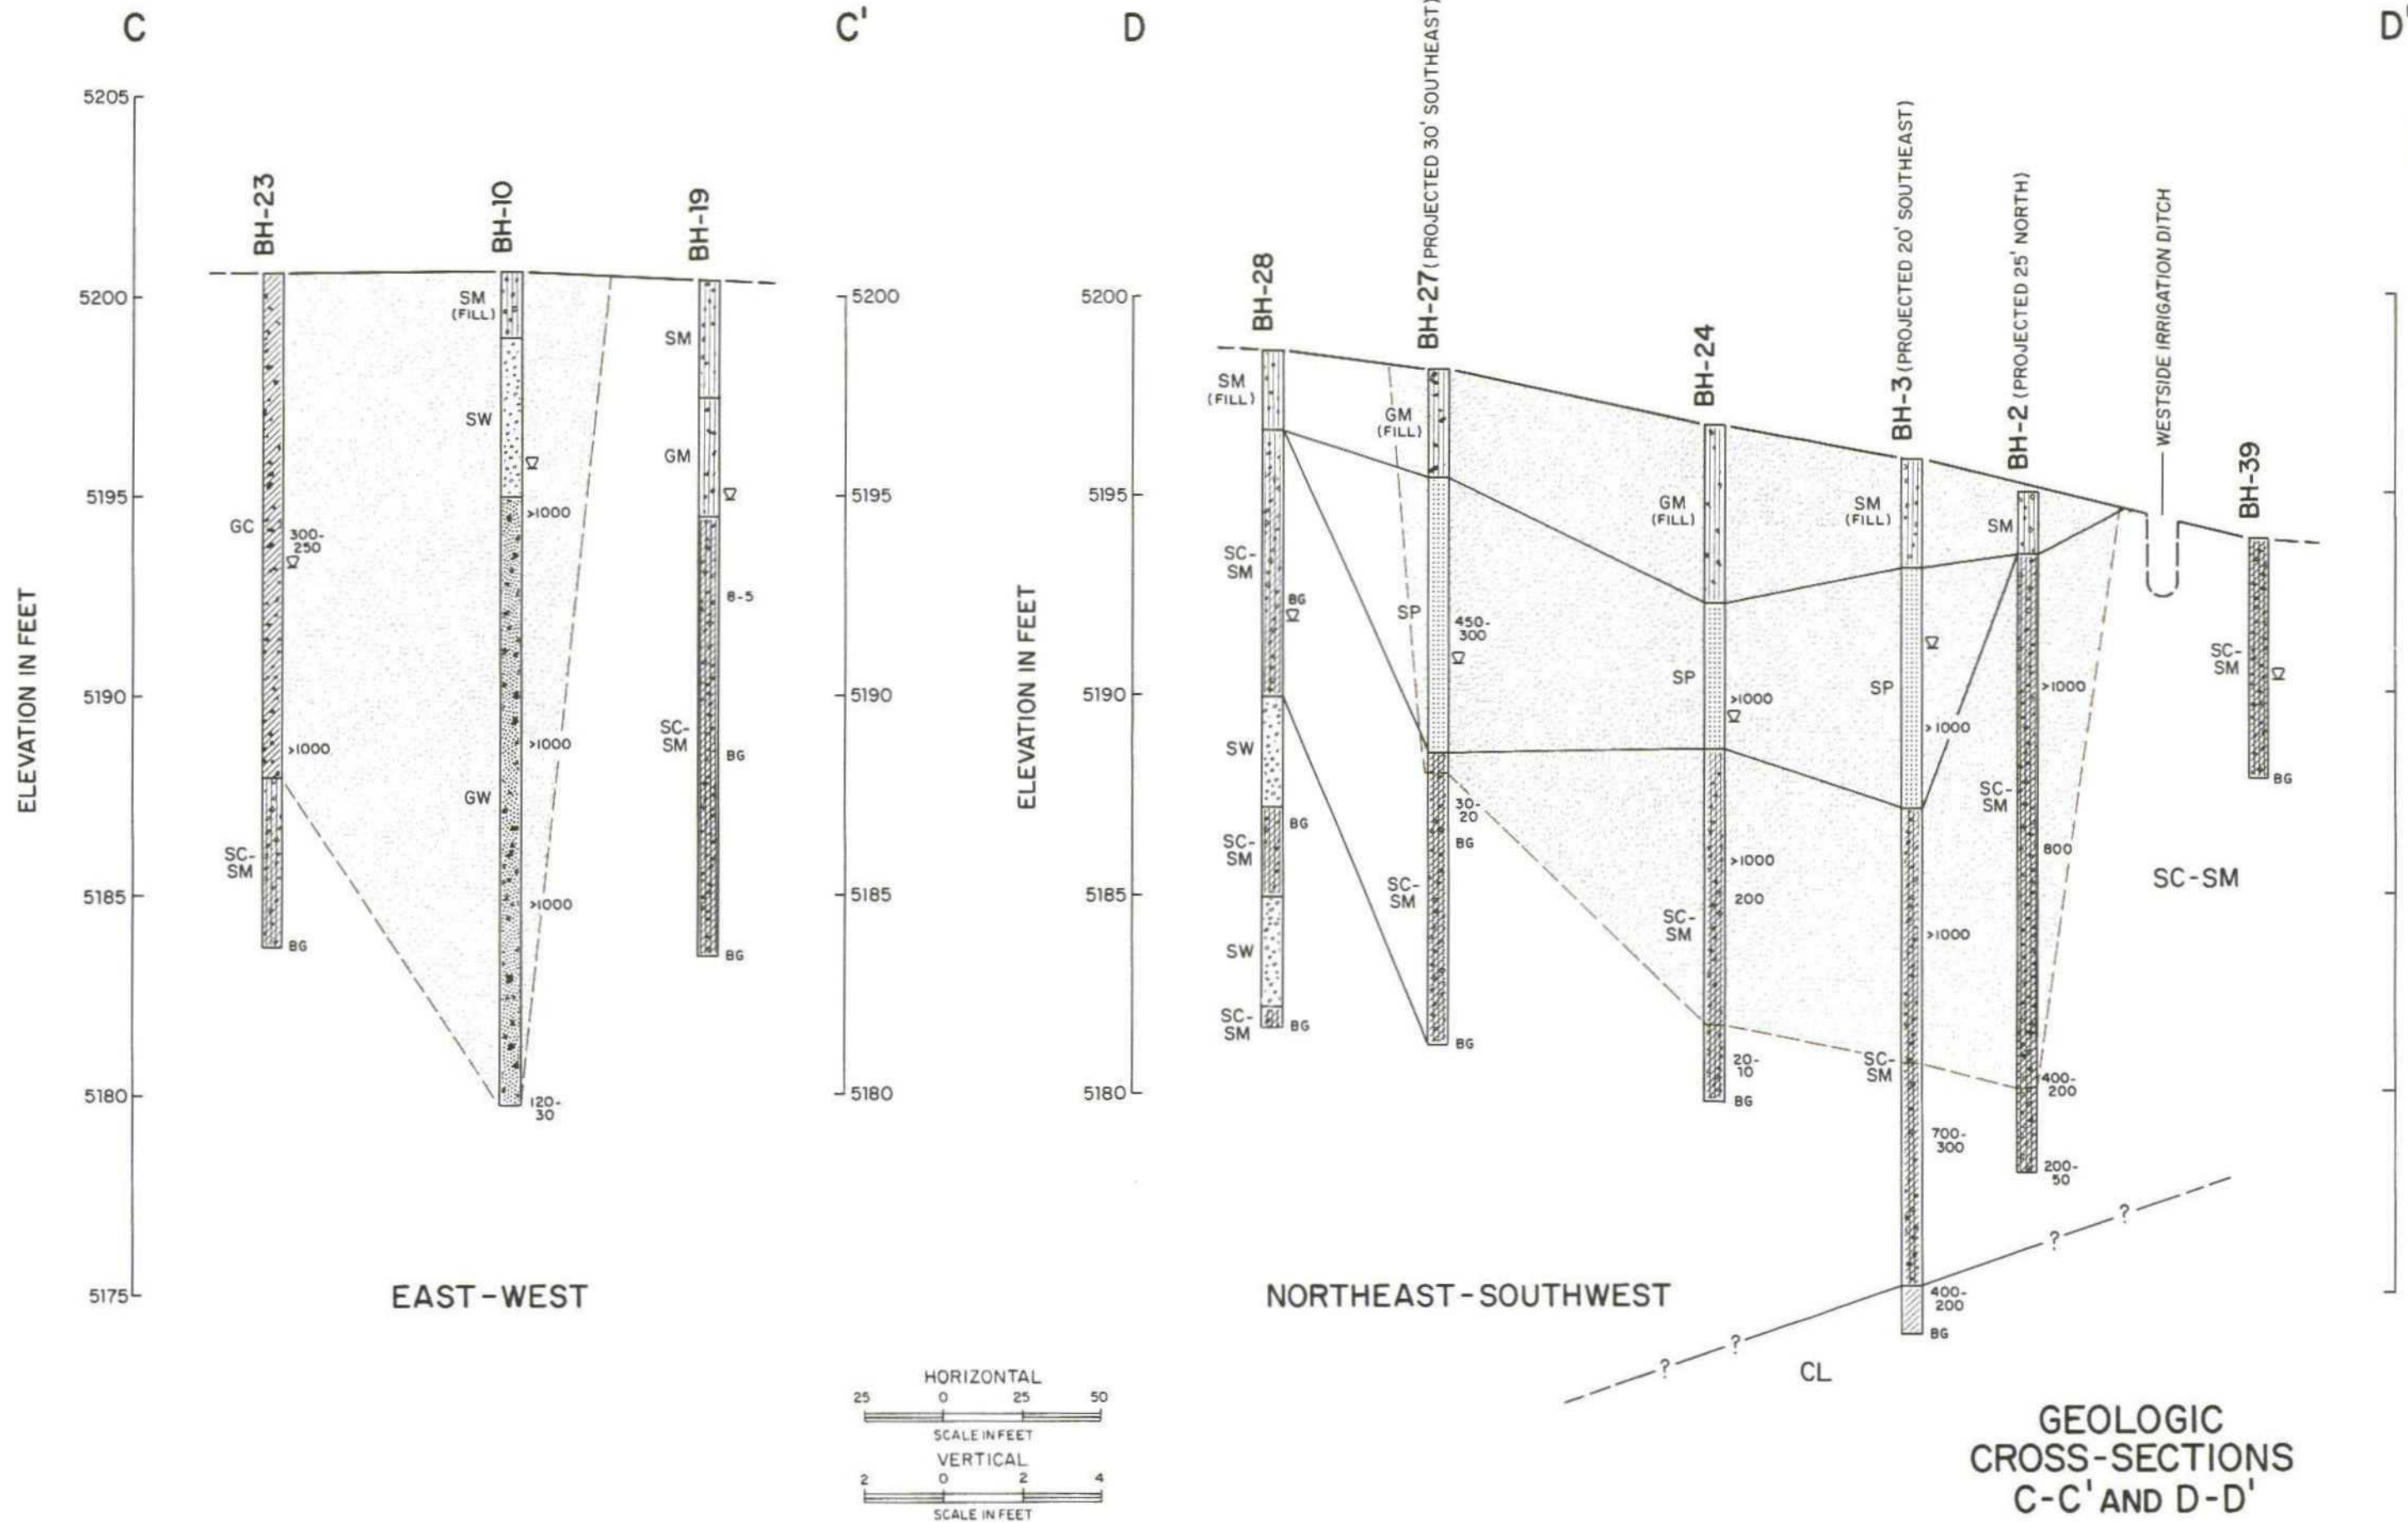 C
C'
D
D'
5205
5200
5195
5190
5185
5180
5175
ELEVATION IN FEET
BH-23
GC
300-
250
>1000
SC-
SM
BG
BH-10
SM
(FILL)
SW
>1000
GW
>1000
>1000
120-
30
BH-19
SM
GM
8-5
SC-
SM
BG
BG
5200
5195
5190
5185
5180
EAST-WEST
ELEVATION IN FEET
5200
5195
5190
5185
5180
BH-28
SM
(FILL)
SC-
SM
BG
SW
BG
SC-
SM
SW
SC-
SM
BG
BH-27 (PROJECTED 30' SOUTHEAST)
GM
(FILL)
SP
450-
300
30-
20
BG
SC-
SM
BG
BH-24
GM
(FILL)
SP
>1000
>1000
200
SC-
SM
20-
10
BG
BH-3 (PROJECTED 20' SOUTHEAST)
SM
(FILL)
SP
>1000
>1000
SC-
SM
700-
300
400-
200
BG
BH-2 (PROJECTED 25' NORTH)
SM
>1000
SC-
SM
800
400-
200
200-
50
WESTSIDE IRRIGATION DITCH
BH-39
SC-
SM
BG
SC-SM
? ? ? ?
CL
NORTHEAST-SOUTHWEST
HORIZONTAL
25 0 25 50
SCALE IN FEET
VERTICAL
2 0 2 4
SCALE IN FEET
GEOLOGIC
CROSS-SECTIONS
C-C' AND D-D'